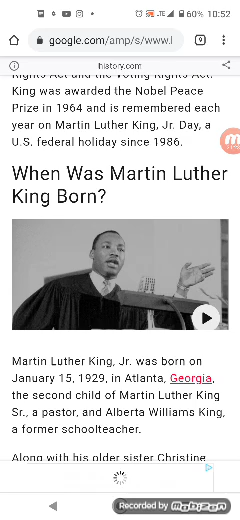 60% 10:52
google.com/amp/s/www.l
9
history.com
Rights Act and the Voting Rights Act.
King was awarded the Nobel Peace
Prize in 1964 and is remembered each
year on Martin Luther King, Jr. Day, a
U.S. federal holiday since 1986.
When Was Martin Luther
King Born?
Martin Luther King, Jr. was born on
January 15, 1929, in Atlanta, Georgia,
the second child of Martin Luther King
Sr., a pastor, and Alberta Williams King,
a former schoolteacher.
Along with his older sister Christine
Recorded by mobizen